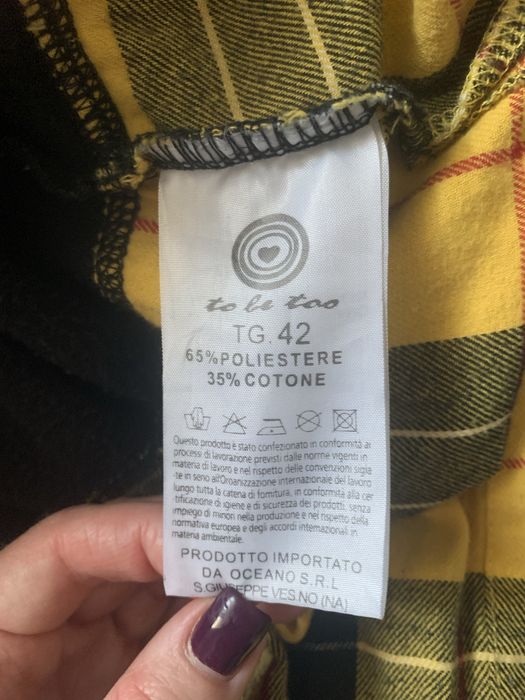 to be too
TG. 42
65% POLIESTERE
35% COTONE
Questo prodotto è stato confezionato in conformità ai
processi di lavorazione previsti dalle norme vigenti in
materia di lavoro e nel rispetto delle convenzioni sigla
te in seno all'Organizzazione internazionale del lavoro
lungo tutta la catena di fornitura, in conformita alla cer
tificazione di igiene e di sicurezza dei prodotti, senza
impiego di minori nella produzione e nel rispetto della
normativa europea e degli accordi internazionali in
materia ambientale.
PRODOTTO IMPORTATO
DA OCEANO S.R.L
S.GIUSEPPE VES.NO (NA)